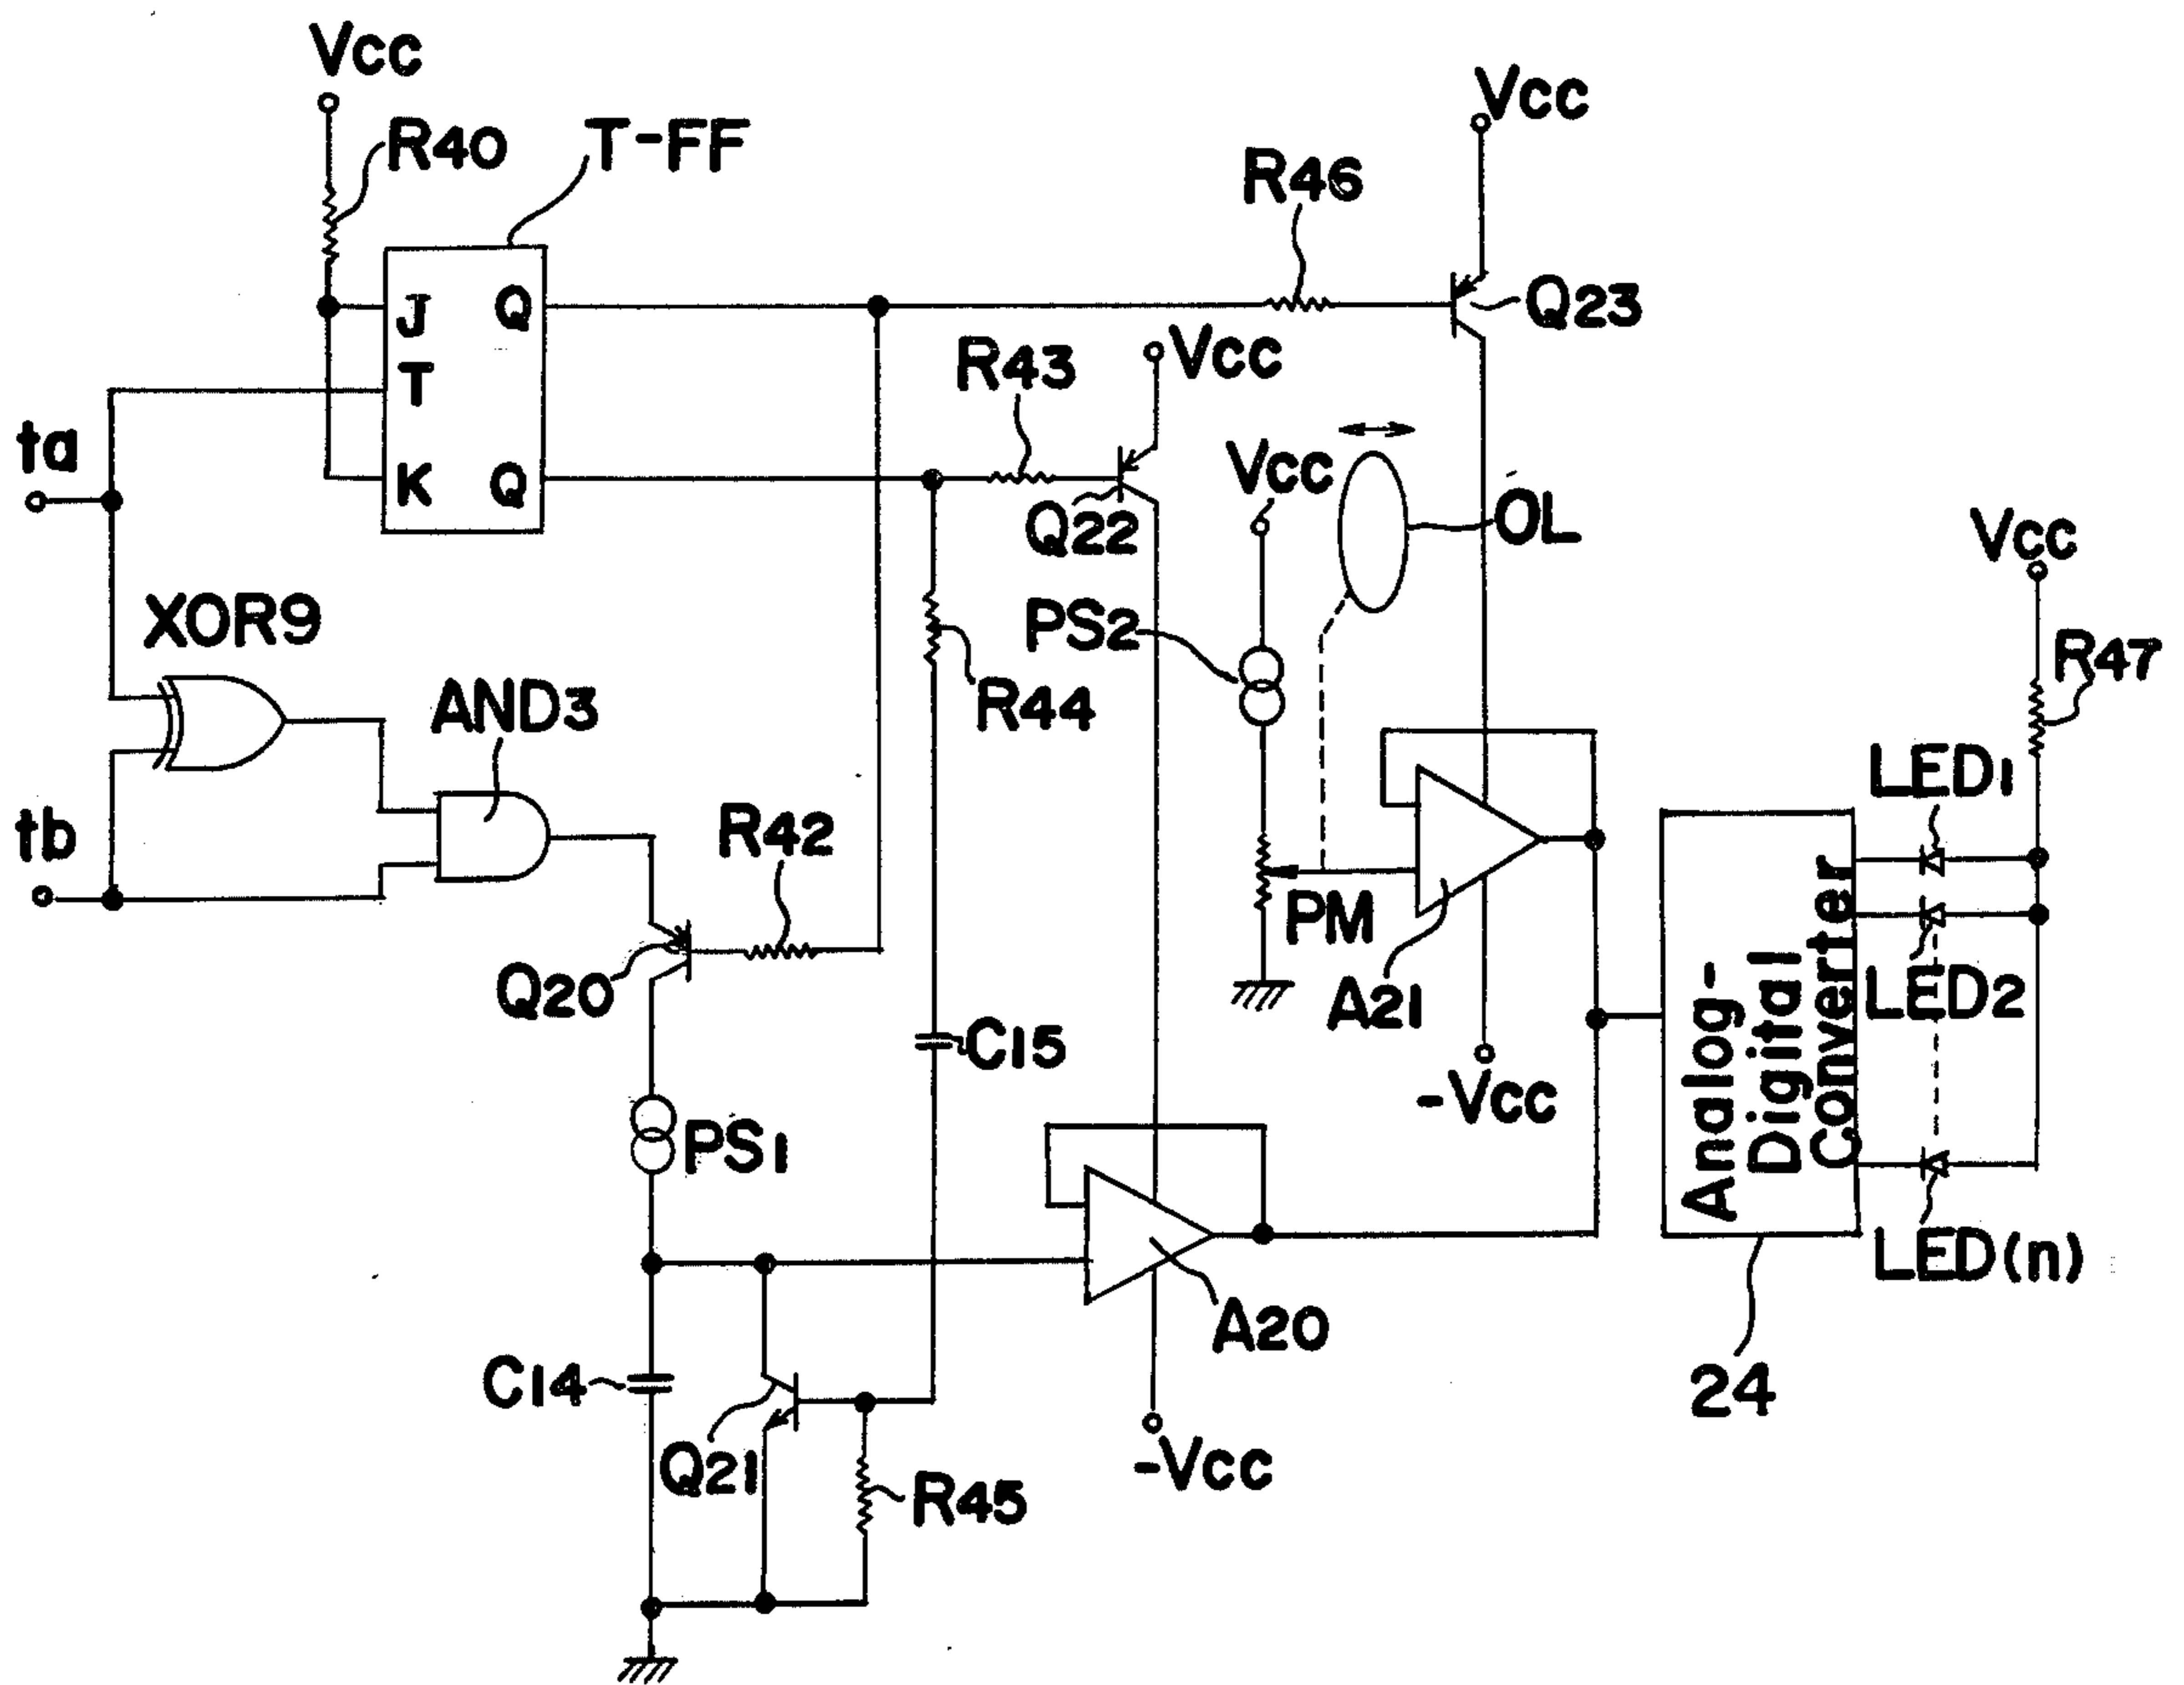 Vcc
Vcc
R40
T-FF
R46
J
Q
Q23
R43
Vcc
T
ta
Vcc
K
Q
Q22
OL
Vcc
XOR9
PS2
R47
AND3
R44
LED1
tb
R42
PM
LED2
Q20
A21
Analog-
Digital
Converter
C15
-Vcc
PS1
LED(n)
A20
C14
24
Q21
-Vcc
R45